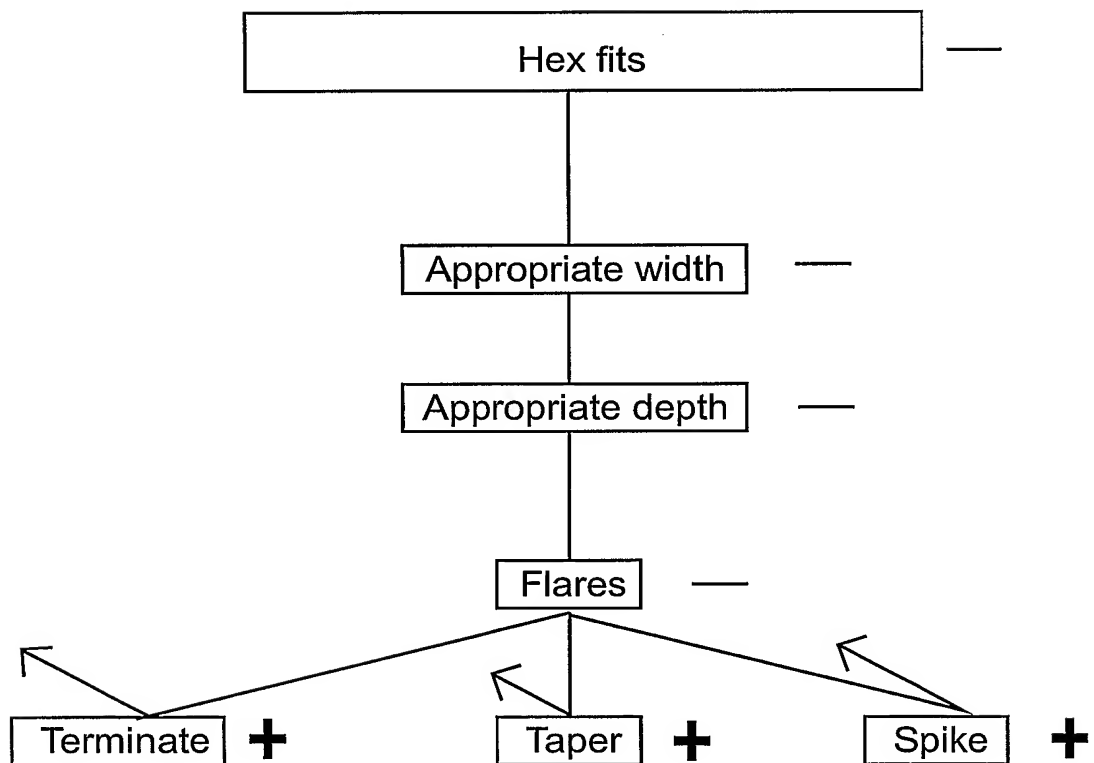 Hex fits —
Appropriate width —
Appropriate depth —
Flares —
Terminate + Taper + Spike +